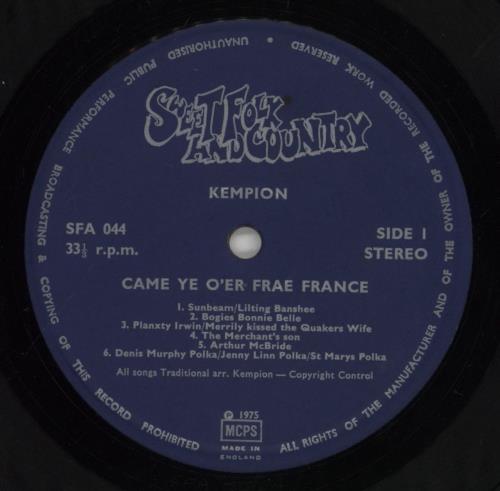 SWEET FOLK
AND COUNTRY
KEMPION
SFA 044
33⅓ r.p.m.
SIDE 1
STEREO
CAME YE O'ER FRAE FRANCE
1. Sunbeam/Lilting Banshee
2. Bogies Bonnie Belle
3. Planxty Irwin/Merrily kissed the Quakers Wife
4. The Merchant's son
5. Arthur McBride
6. Denis Murphy Polka/Jenny Linn Polka/St Marys Polka
All songs Traditional arr. Kempion — Copyright Control
℗ 1975
MCPS
MADE IN
ENGLAND
ALL RIGHTS OF THE MANUFACTURER AND OF THE OWNER OF THE RECORDED WORK RESERVED • UNAUTHORISED PUBLIC PERFORMANCE BROADCASTING & COPYING OF THIS RECORD PROHIBITED